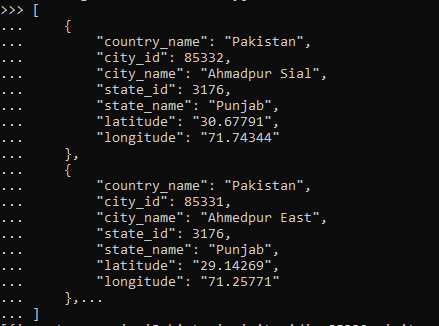 >>> [
...     {
...         "country_name": "Pakistan",
...         "city_id": 85332,
...         "city_name": "Ahmadpur Sial",
...         "state_id": 3176,
...         "state_name": "Punjab",
...         "latitude": "30.67791",
...         "longitude": "71.74344"
...     },
...     {
...         "country_name": "Pakistan",
...         "city_id": 85331,
...         "city_name": "Ahmedpur East",
...         "state_id": 3176,
...         "state_name": "Punjab",
...         "latitude": "29.14269",
...         "longitude": "71.25771"
...     },...
... ]